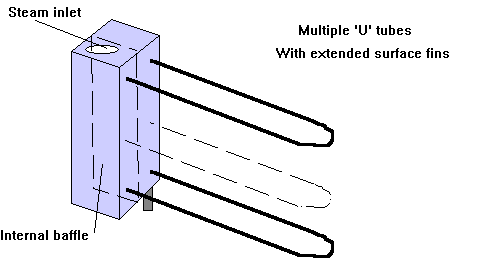 Steam inlet
Multiple 'U' tubes
With extended surface fins
Internal baffle